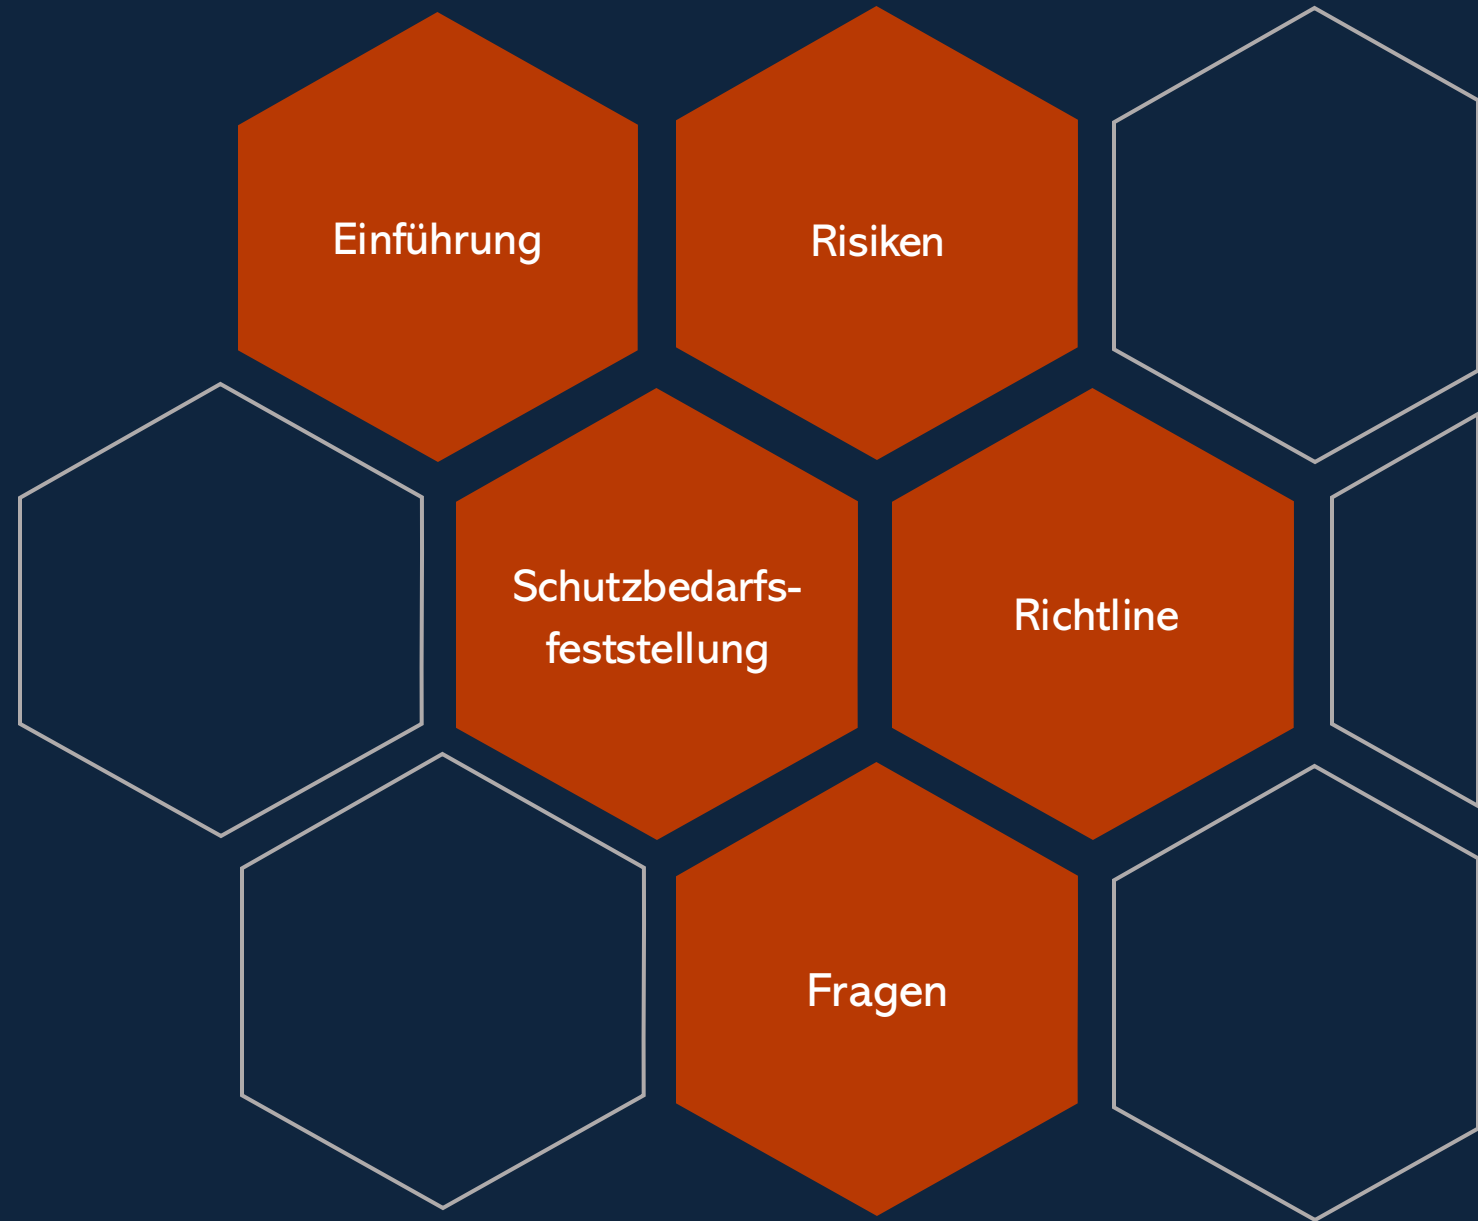 Einführung
Risiken
Schutzbedarfs-
feststellung
Richtline
Fragen